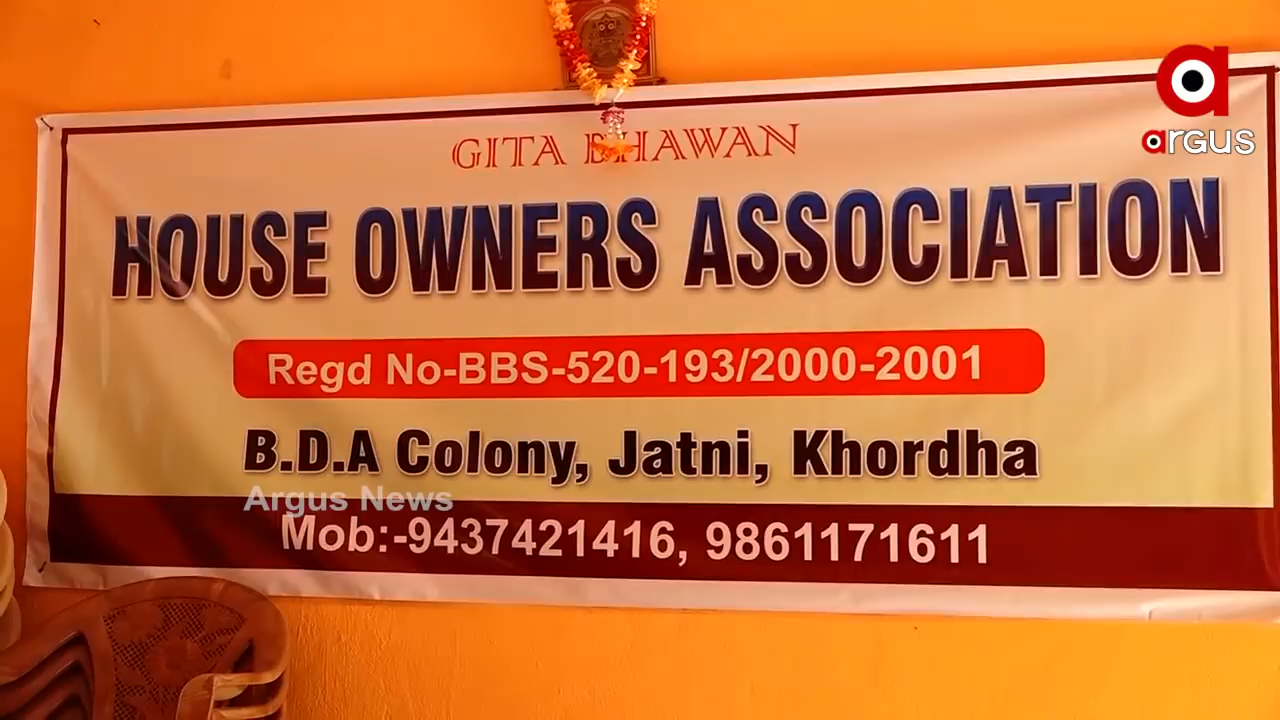 GITA BHAWAN
HOUSE OWNERS ASSOCIATION
Regd No-BBS-520-193/2000-2001
B.D.A Colony, Jatni, Khordha
Mob:-9437421416, 9861171611
Argus News
a
argus